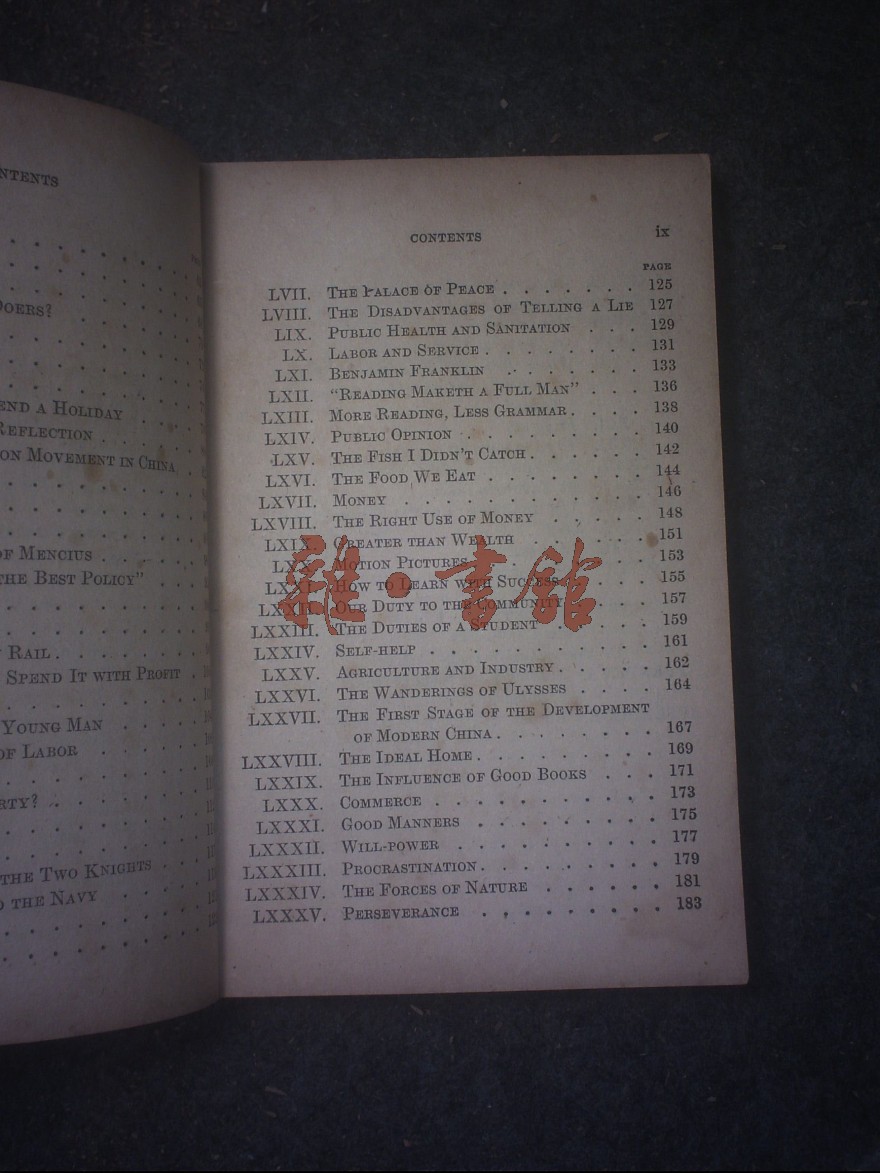 NTENTS
DOERS?
END A HOLIDAY
REFLECTION
ON MOVEMENT IN CHINA
OF MENCIUS
THE BEST POLICY"
RAIL
SPEND IT WITH PROFIT
YOUNG MAN
OF LABOR
RTY?
THE TWO KNIGHTS
THE NAVY
CONTENTS ix
PAGE
LVII. THE PALACE OF PEACE . . . . . . . 125
LVIII. THE DISADVANTAGES OF TELLING A LIE 127
LIX. PUBLIC HEALTH AND SANITATION . . . 129
LX. LABOR AND SERVICE . . . . . . . 131
LXI. BENJAMIN FRANKLIN . . . . . . . 133
LXII. "READING MAKETH A FULL MAN" . . . 136
LXIII. MORE READING, LESS GRAMMAR . . . . 138
LXIV. PUBLIC OPINION . . . . . . . . 140
LXV. THE FISH I DIDN'T CATCH . . . . . . 142
LXVI. THE FOOD WE EAT . . . . . . . . 144
LXVII. MONEY . . . . . . . . . . . . 146
LXVIII. THE RIGHT USE OF MONEY . . . . . 148
LXIX. GREATER THAN WEALTH . . . . . . 151
LXX. MOTION PICTURES . . . . . . . . 153
LXXI. HOW TO LEARN WITH SUCCESS . . . . 155
LXXII. OUR DUTY TO THE COMMUNITY . . . . 157
LXXIII. THE DUTIES OF A STUDENT . . . . . 159
LXXIV. SELF-HELP . . . . . . . . . . 161
LXXV. AGRICULTURE AND INDUSTRY . . . . 162
LXXVI. THE WANDERINGS OF ULYSSES . . . . 164
LXXVII. THE FIRST STAGE OF THE DEVELOPMENT
OF MODERN CHINA . . . . . . . 167
LXXVIII. THE IDEAL HOME . . . . . . . . 169
LXXIX. THE INFLUENCE OF GOOD BOOKS . . . 171
LXXX. COMMERCE . . . . . . . . . . 173
LXXXI. GOOD MANNERS . . . . . . . . 175
LXXXII. WILL-POWER . . . . . . . . . 177
LXXXIII. PROCRASTINATION . . . . . . . . 179
LXXXIV. THE FORCES OF NATURE . . . . . . 181
LXXXV. PERSEVERANCE . . . . . . . . . 183
雜·書館